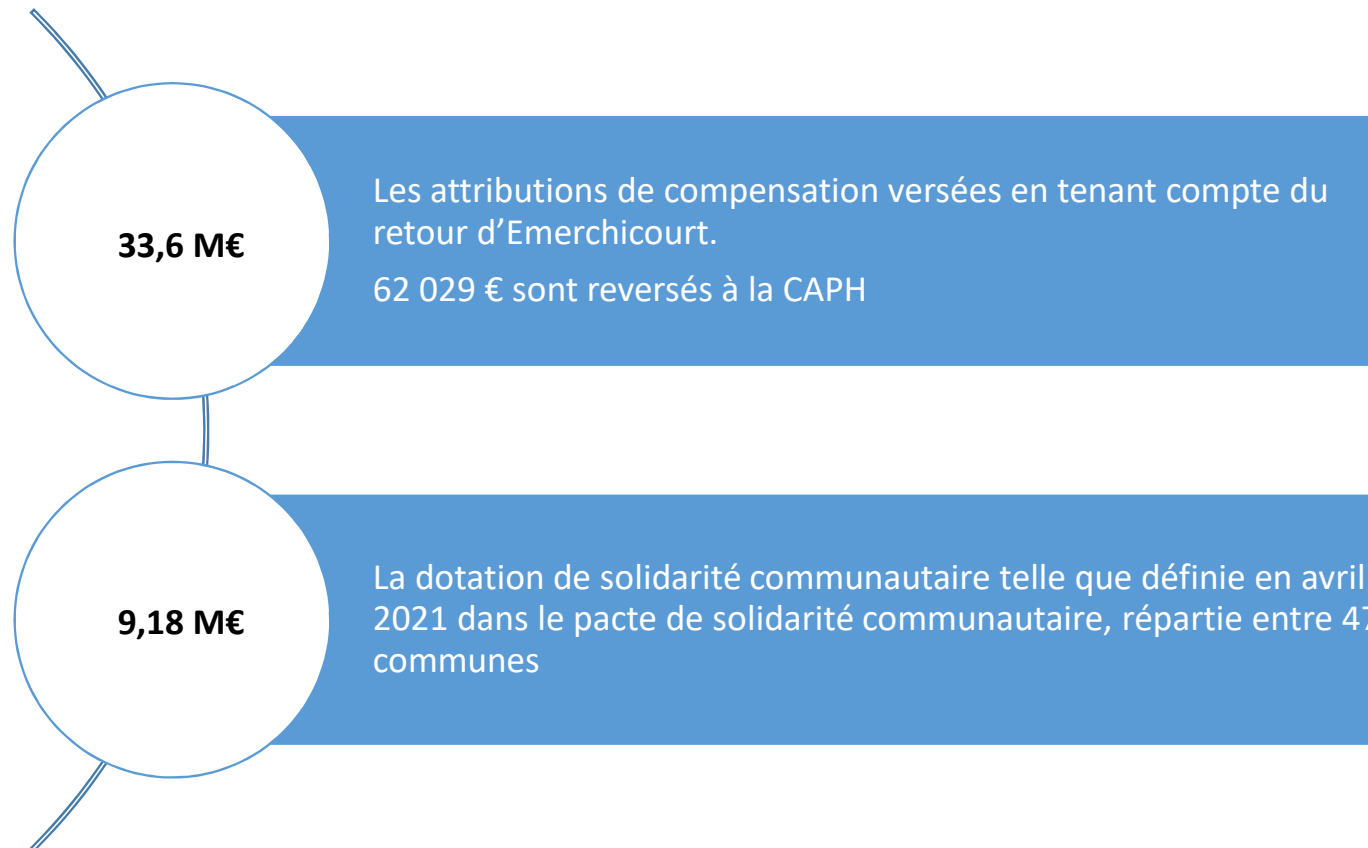 33,6 M€
Les attributions de compensation versées en tenant compte du
retour d’Emerchicourt.
62 029 € sont reversés à la CAPH
9,18 M€
La dotation de solidarité communautaire telle que définie en avril
2021 dans le pacte de solidarité communautaire, répartie entre 47
communes